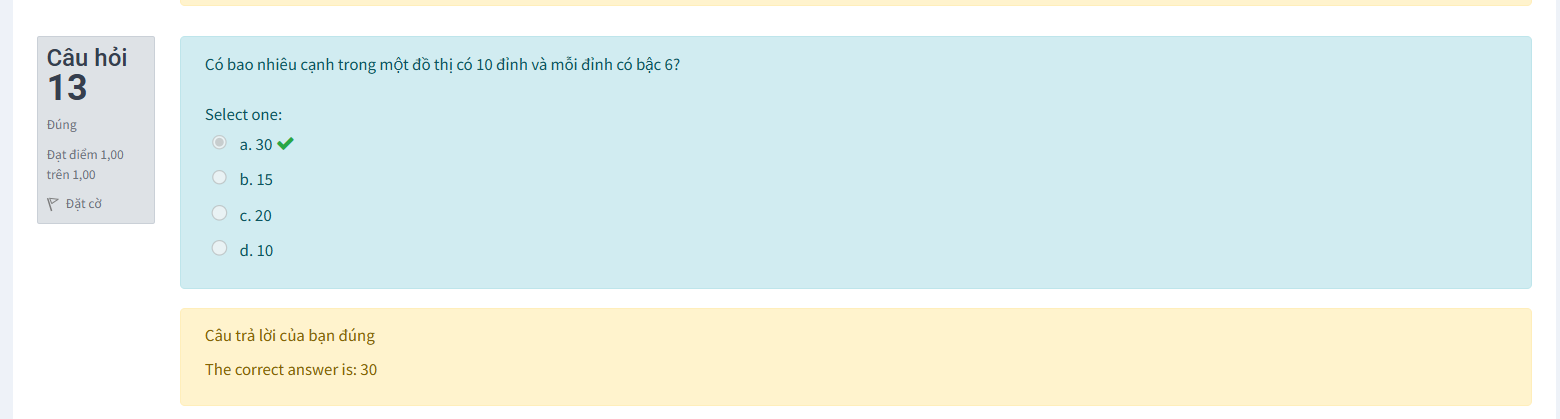 Câu hỏi
13
Đúng
Đạt điểm 1,00
trên 1,00
Đặt cờ
Có bao nhiêu cạnh trong một đồ thị có 10 đỉnh và mỗi đỉnh có bậc 6?
Select one:
a. 30
b. 15
c. 20
d. 10
Câu trả lời của bạn đúng
The correct answer is: 30